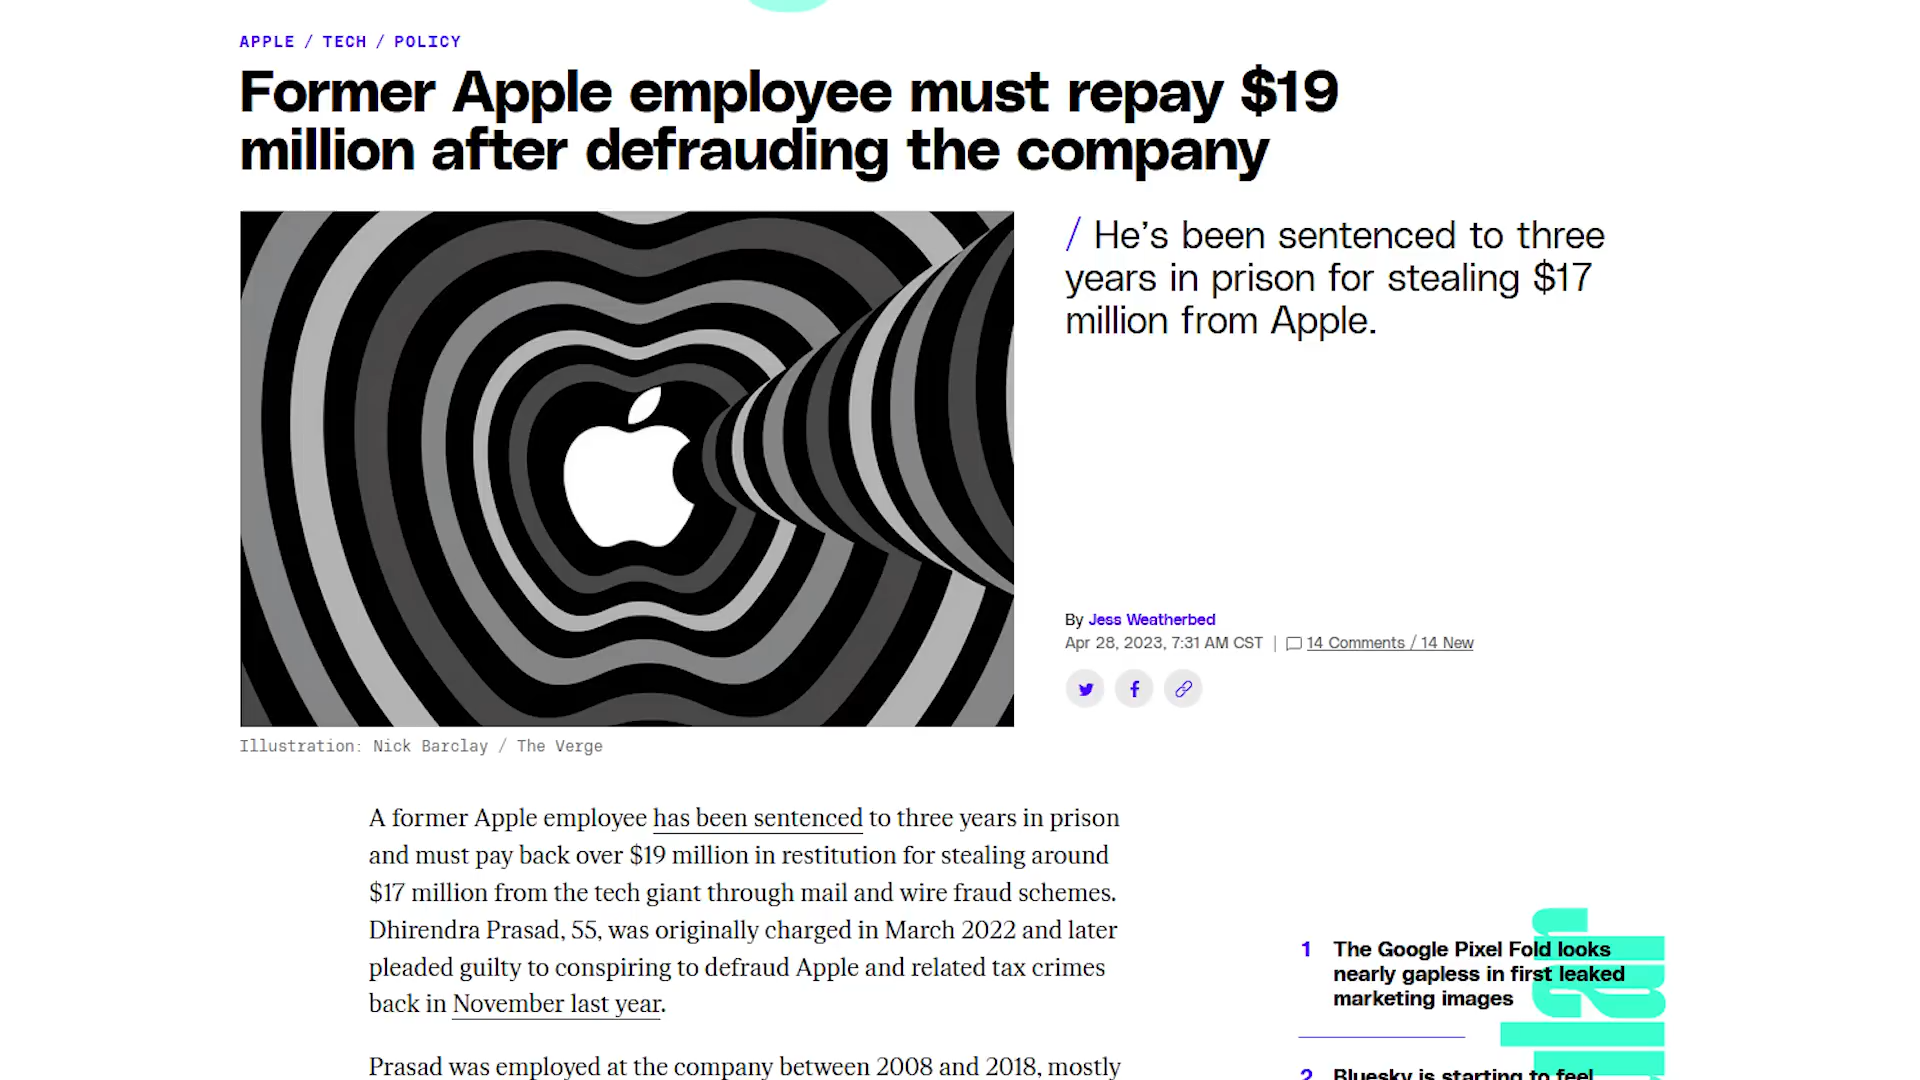 APPLE / TECH / POLICY
Former Apple employee must repay $19
million after defrauding the company
/ He’s been sentenced to three
years in prison for stealing $17
million from Apple.
By Jess Weatherbed
Apr 28, 2023, 7:31 AM CST | 14 Comments / 14 New
Illustration: Nick Barclay / The Verge
A former Apple employee has been sentenced to three years in prison
and must pay back over $19 million in restitution for stealing around
$17 million from the tech giant through mail and wire fraud schemes.
Dhirendra Prasad, 55, was originally charged in March 2022 and later
pleaded guilty to conspiring to defraud Apple and related tax crimes
back in November last year.
Prasad was employed at the company between 2008 and 2018, mostly
1 The Google Pixel Fold looks
nearly gapless in first leaked
marketing images
2 Bluesky is starting to feel